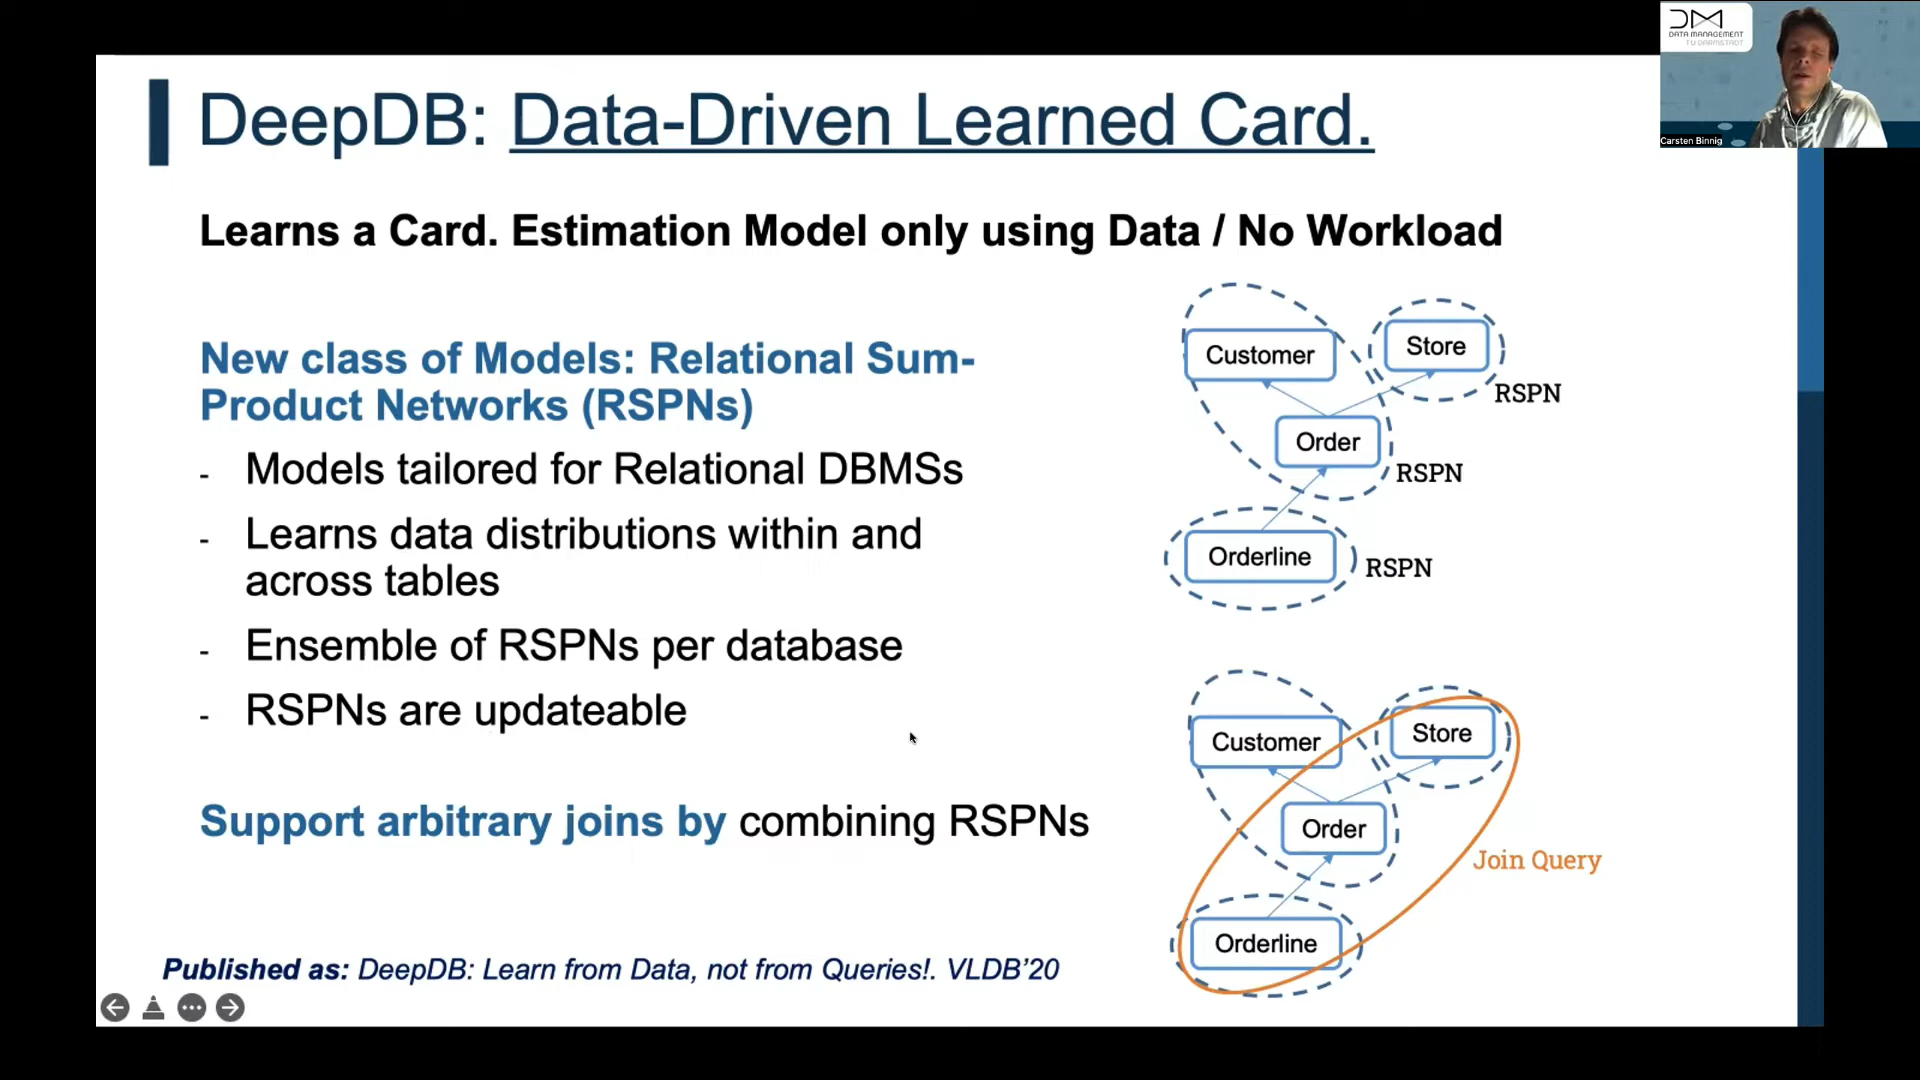 DM
DATA MANAGEMENT
TU DARMSTADT
Carsten Binnig
DeepDB: Data-Driven Learned Card.
Learns a Card. Estimation Model only using Data / No Workload
New class of Models: Relational Sum-
Product Networks (RSPNs)
- Models tailored for Relational DBMSs
- Learns data distributions within and
across tables
- Ensemble of RSPNs per database
- RSPNs are updateable
Support arbitrary joins by combining RSPNs
Published as: DeepDB: Learn from Data, not from Queries!. VLDB'20
Customer
Store
RSPN
Order
RSPN
Orderline
RSPN
Customer
Store
Order
Join Query
Orderline